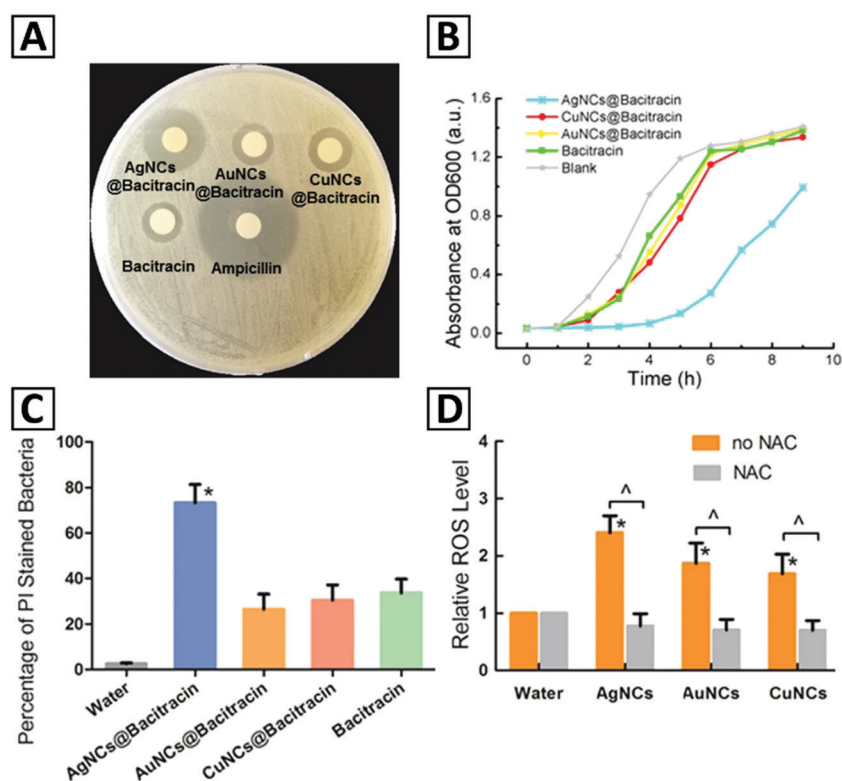 A
AgNCs
@Bacitracin
AuNCs
@Bacitracin
CuNCs
@Bacitracin
Bacitracin
Ampicillin
B
Absorbance at OD600 (a.u.)
1.6
1.2
0.8
0.4
0.0
AgNCs@Bacitracin
CuNCs@Bacitracin
AuNCs@Bacitracin
Bacitracin
Blank
0 2 4 6 8 10
Time (h)
C
Percentage of PI Stained Bacteria
100
80
60
40
20
0
*
Water
AgNCs@Bacitracin
AuNCs@Bacitracin
CuNCs@Bacitracin
Bacitracin
D
Relative ROS Level
4
3
2
1
0
no NAC
NAC
^ ^ ^
* * *
Water AgNCs AuNCs CuNCs